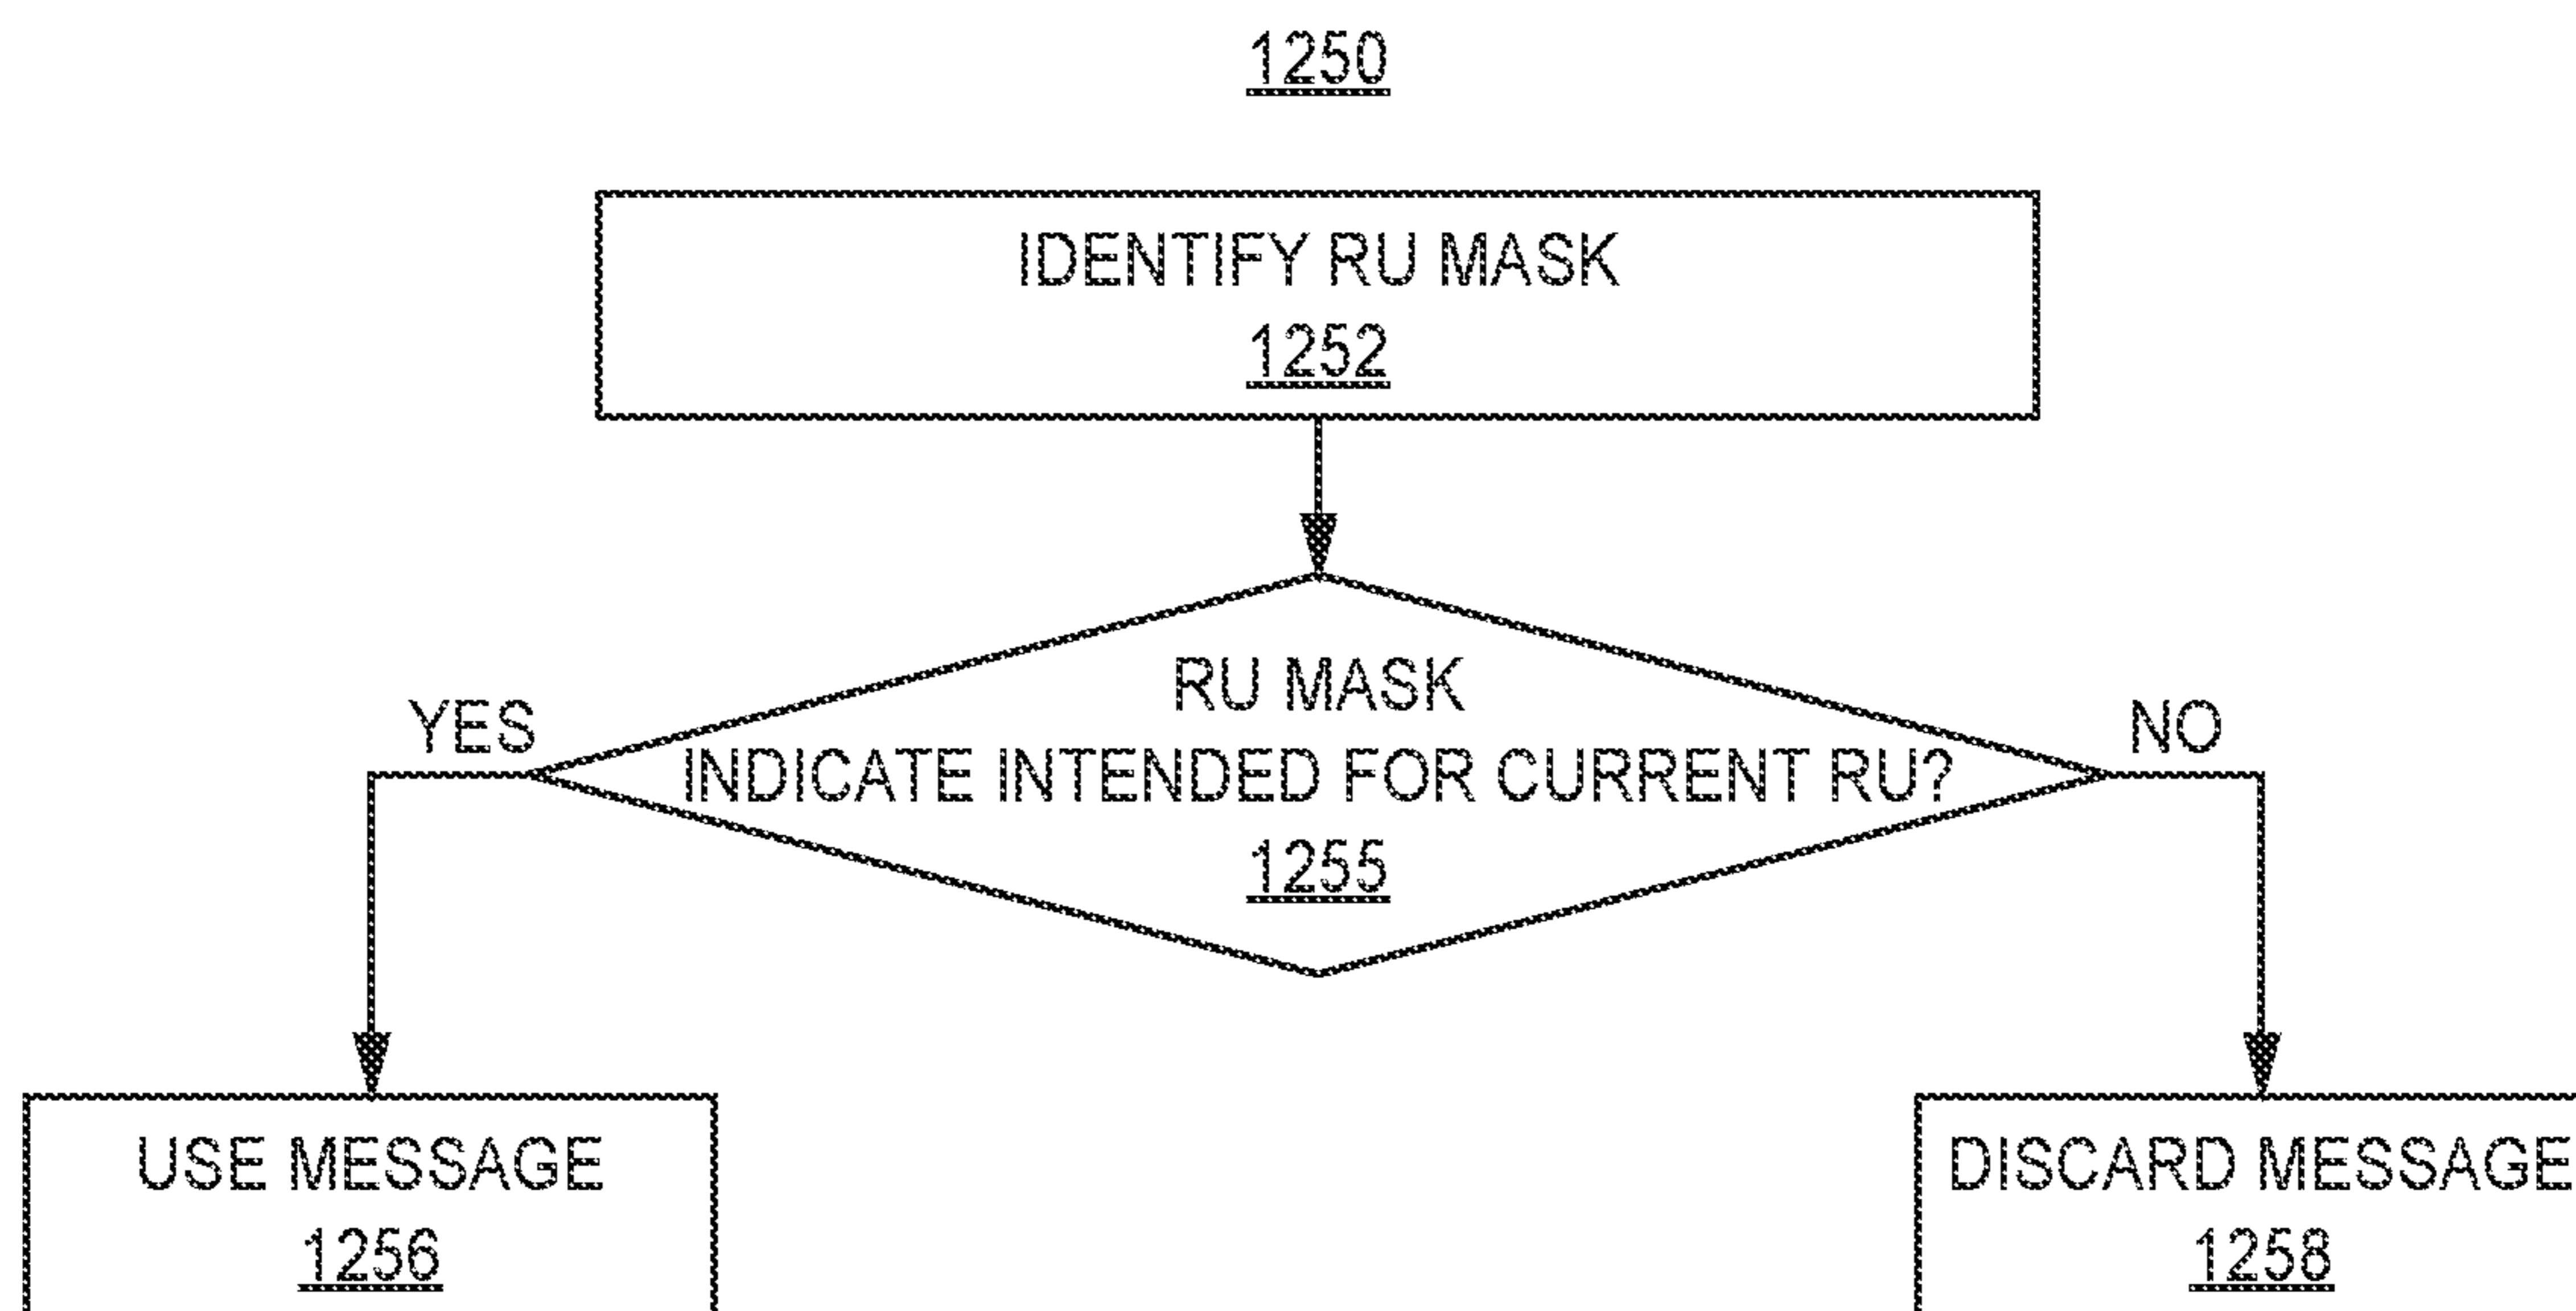 1250
IDENTIFY RU MASK
1252
RU MASK
YES
NO
INDICATE INTENDED FOR CURRENT RU?
1255
USE MESSAGE
1256
DISCARD MESSAGE
1258